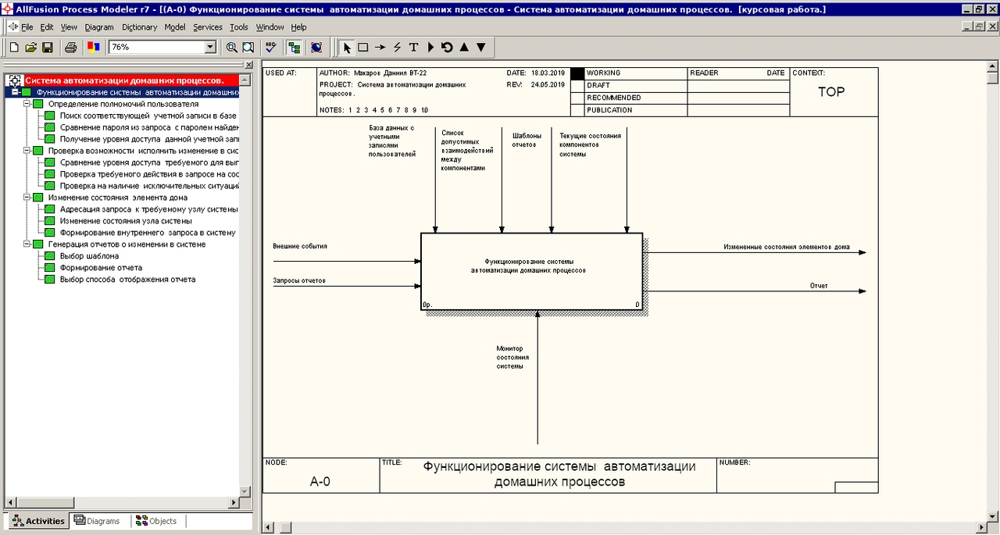 AllFusion Process Modeler r7 - [(A-0) Функционирование системы автоматизации домашних процессов - Система автоматизации домашних процессов. [курсовая работа.]
File Edit View Diagram Dictionary Model Services Tools Window Help
76%
ABC
Система автоматизации домашних процессов.
Функционирование системы автоматизации домашних
Определение полномочий пользователя
Поиск соответствующей учетной записи в базе
Сравнение пароля из запроса с паролем найден
Получение уровня доступа данной учетной зап
Проверка возможности исполнить изменение в сис
Сравнение уровня доступа требуемого для вып
Проверка требуемого действия в запросе на соо
Проверка на наличие исключительных ситуаций
Изменение состояния элемента дома
Адресация запроса к требуемому узлу системы
Изменение состояния узла системы
Формирование внутреннего запроса в систему
Генерация отчетов о изменении в системе
Выбор шаблона
Формирование отчета
Выбор способа отображения отчета
Activities Diagrams Objects
USED AT:
AUTHOR: Макаров Даниил ВТ-22
DATE: 18.03.2019
PROJECT: Система автоматизации домашних
процессов.
REV: 24.05.2019
NOTES: 1 2 3 4 5 6 7 8 9 10
WORKING
DRAFT
RECOMMENDED
PUBLICATION
READER DATE
CONTEXT:
TOP
База данных с
учетными
записями
пользователей
Список
допустимых
взаимодействий
между
компонентами
Шаблоны
отчетов
Текущие состояния
компонентов
системы
Внешние события
Запросы отчетов
Функционирование системы
автоматизации домашних процессов
0р. 0
Измененные состояния элементов дома
Отчет
Монитор
состояния
системы
NODE:
A-0
TITLE:
Функционирование системы автоматизации
домашних процессов
NUMBER: